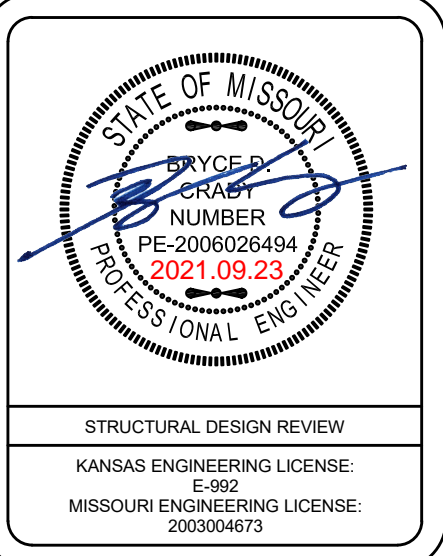 STATE OF MISSOURI
BRYCE D.
CRADY
NUMBER
PE-2006026494
2021.09.23
PROFESSIONAL ENGINEER
STRUCTURAL DESIGN REVIEW
KANSAS ENGINEERING LICENSE:
E-992
MISSOURI ENGINEERING LICENSE:
2003004673